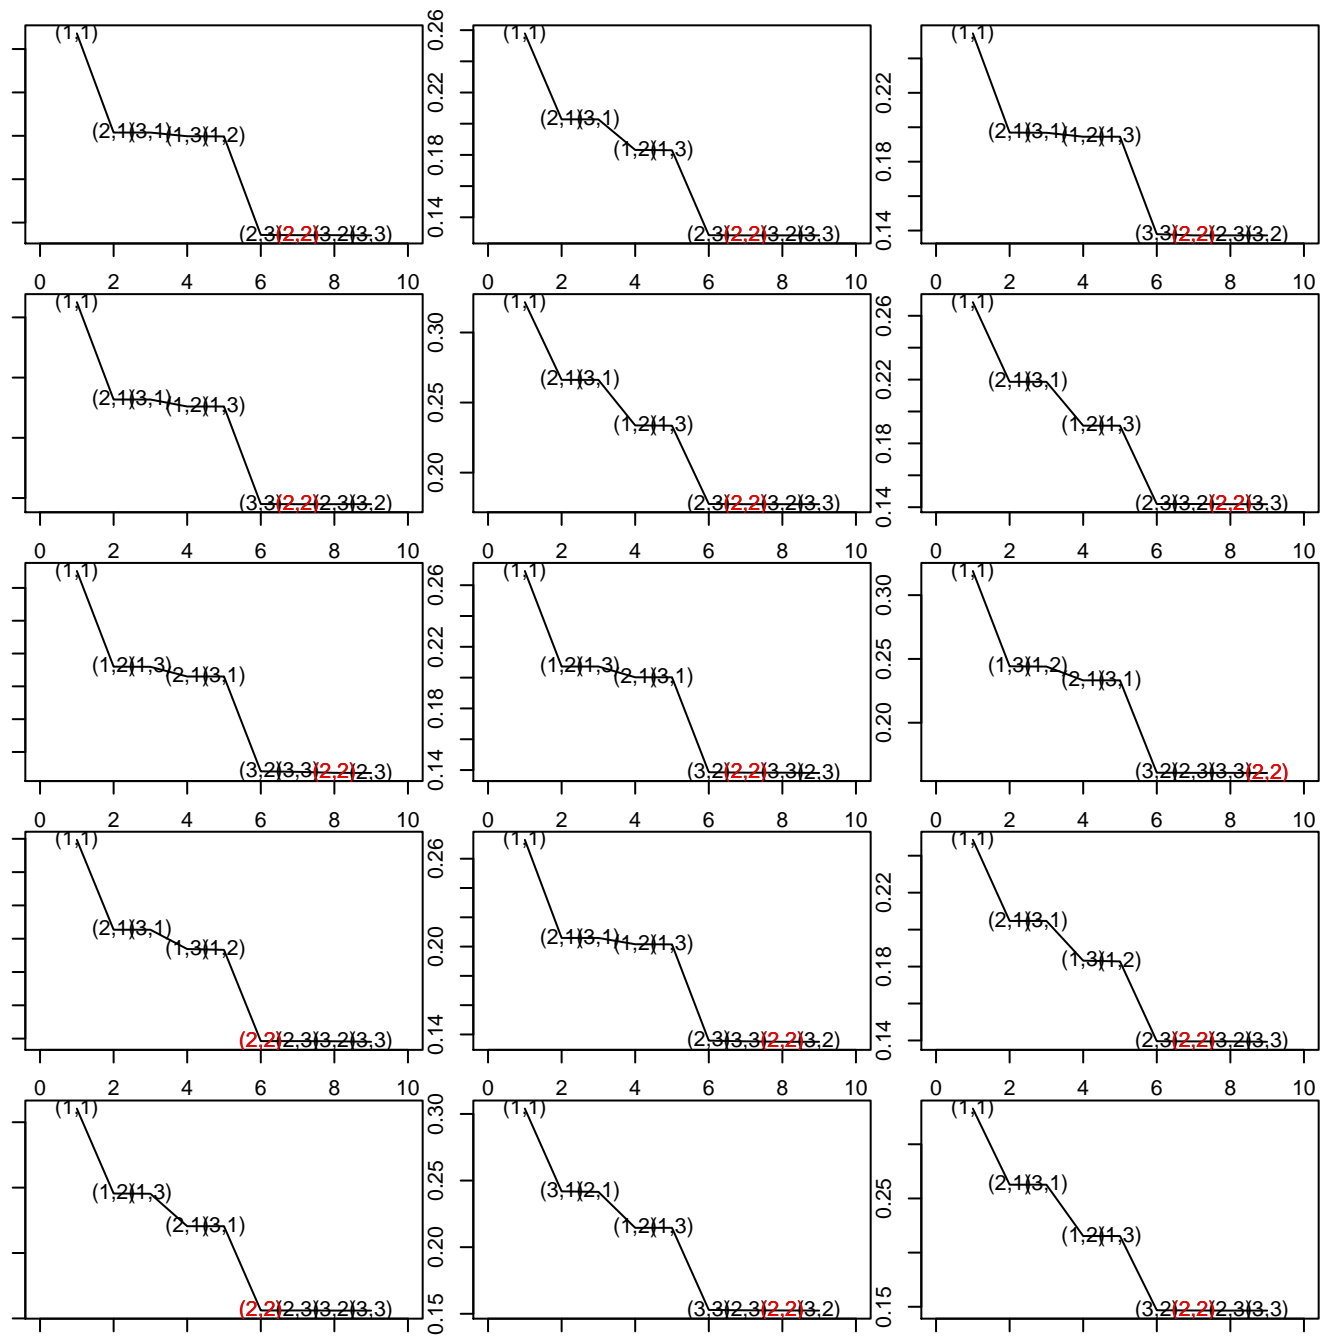 (1,1)
(2,1)(3,1)(1,3)(1,2)
(2,3)(2,2)(3,2)(3,3)
0.14 0.18 0.22 0.26
(1,1)
(2,1)(3,1)
(1,2)(1,3)
(2,3)(2,2)(3,2)(3,3)
0.14 0.18 0.22
(1,1)
(2,1)(3,1)(1,2)(1,3)
(3,3)(2,2)(2,3)(3,2)
0 2 4 6 8 10
0 2 4 6 8 10
0 2 4 6 8 10
(1,1)
(2,1)(3,1)(1,2)(1,3)
(3,3)(2,2)(2,3)(3,2)
0.20 0.25 0.30
(1,1)
(2,1)(3,1)
(1,2)(1,3)
(2,3)(2,2)(3,2)(3,3)
0.14 0.18 0.22 0.26
(1,1)
(2,1)(3,1)
(1,2)(1,3)
(2,3)(3,2)(2,2)(3,3)
0 2 4 6 8 10
0 2 4 6 8 10
0 2 4 6 8 10
(1,1)
(1,2)(1,3)(2,1)(3,1)
(3,2)(3,3)(2,2)(2,3)
0.14 0.18 0.22 0.26
(1,1)
(1,2)(1,3)(2,1)(3,1)
(3,2)(2,2)(3,3)(2,3)
0.20 0.25 0.30
(1,1)
(1,3)(1,2)(2,1)(3,1)
(3,2)(2,3)(3,3)(2,2)
0 2 4 6 8 10
0 2 4 6 8 10
0 2 4 6 8 10
(1,1)
(2,1)(3,1)
(1,3)(1,2)
(2,2)(2,3)(3,2)(3,3)
0.14 0.20 0.26
(1,1)
(2,1)(3,1)(1,2)(1,3)
(2,3)(3,3)(2,2)(3,2)
0.14 0.18 0.22
(1,1)
(2,1)(3,1)
(1,3)(1,2)
(2,3)(2,2)(3,2)(3,3)
0 2 4 6 8 10
0 2 4 6 8 10
0 2 4 6 8 10
(1,1)
(1,2)(1,3)
(2,1)(3,1)
(2,2)(2,3)(3,2)(3,3)
0.15 0.20 0.25 0.30
(1,1)
(3,1)(2,1)
(1,2)(1,3)
(3,3)(2,3)(2,2)(3,2)
0.15 0.25
(1,1)
(2,1)(3,1)
(1,2)(1,3)
(3,2)(2,2)(2,3)(3,3)